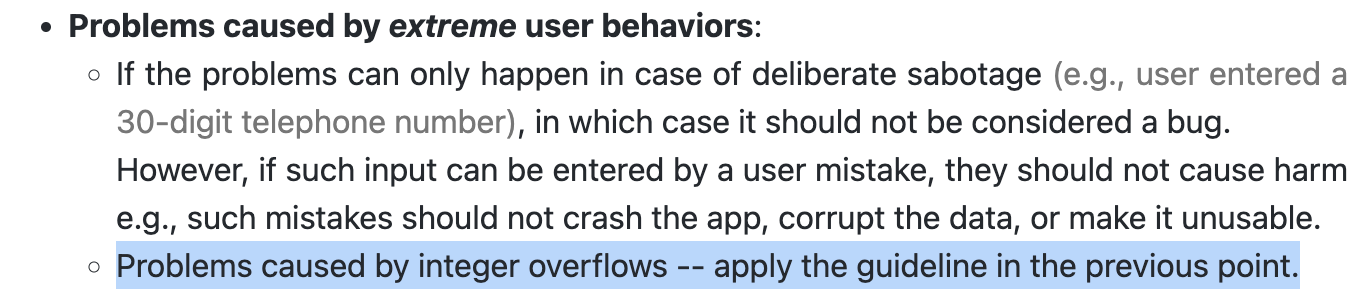 • Problems caused by extreme user behaviors:
○ If the problems can only happen in case of deliberate sabotage (e.g., user entered a
30-digit telephone number), in which case it should not be considered a bug.
However, if such input can be entered by a user mistake, they should not cause harm
e.g., such mistakes should not crash the app, corrupt the data, or make it unusable.
○ Problems caused by integer overflows -- apply the guideline in the previous point.